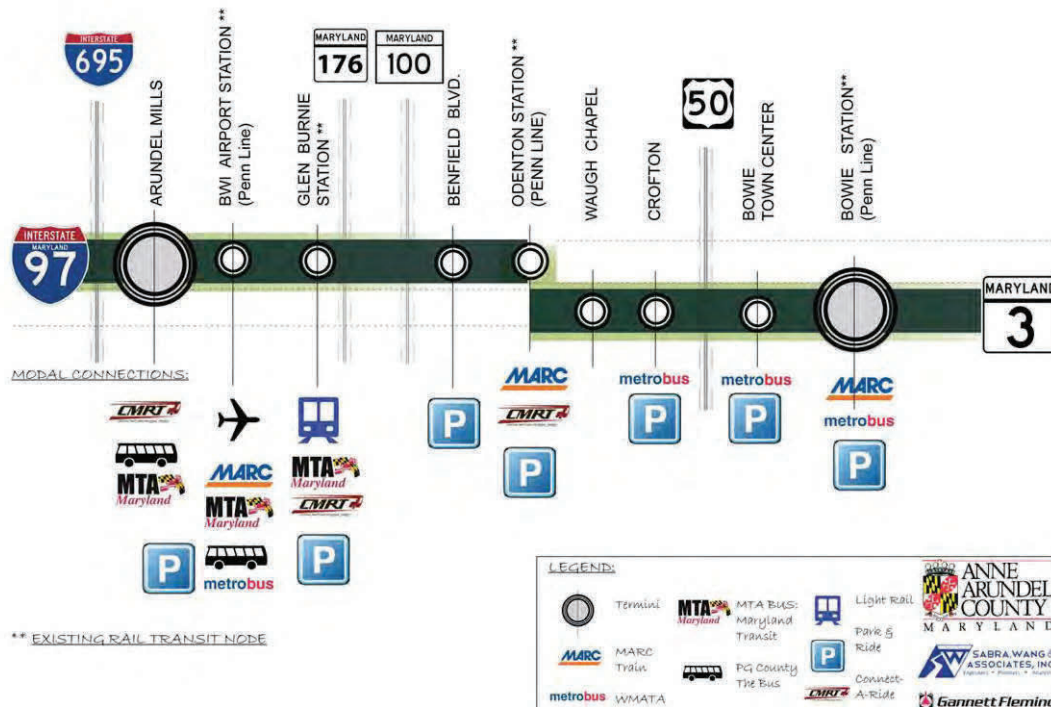 INTERSTATE
695
ARUNDEL MILLS
BWI AIRPORT STATION **
(Penn Line)
GLEN BURNIE
STATION **
MARYLAND
176
MARYLAND
100
BENFIELD BLVD.
ODENTON STATION **
(PENN LINE)
WAUGH CHAPEL
CROFTON
50
BOWIE
TOWN CENTER
BOWIE STATION**
(Penn Line)
INTERSTATE
MARYLAND
97
MARYLAND
3
MODAL CONNECTIONS:
CMRT
MTA
Maryland
P
MARC
MTA
Maryland
metrobus
MTA
Maryland
CMRT
P
P
MARC
CMRT
P
metrobus
P
metrobus
P
MARC
metrobus
P
** EXISTING RAIL TRANSIT NODE
LEGEND:
Termini
MARC
MARC
Train
metrobus
WMATA
MTA
Maryland
MTA BUS:
Maryland
Transit
PG County
The Bus
Light Rail
P
Park &
Ride
CMRT
Connect-
A-Ride
ANNE
ARUNDEL
COUNTY
MARYLAND
SW
SABRA, WANG &
ASSOCIATES, INC
Gannett Fleming